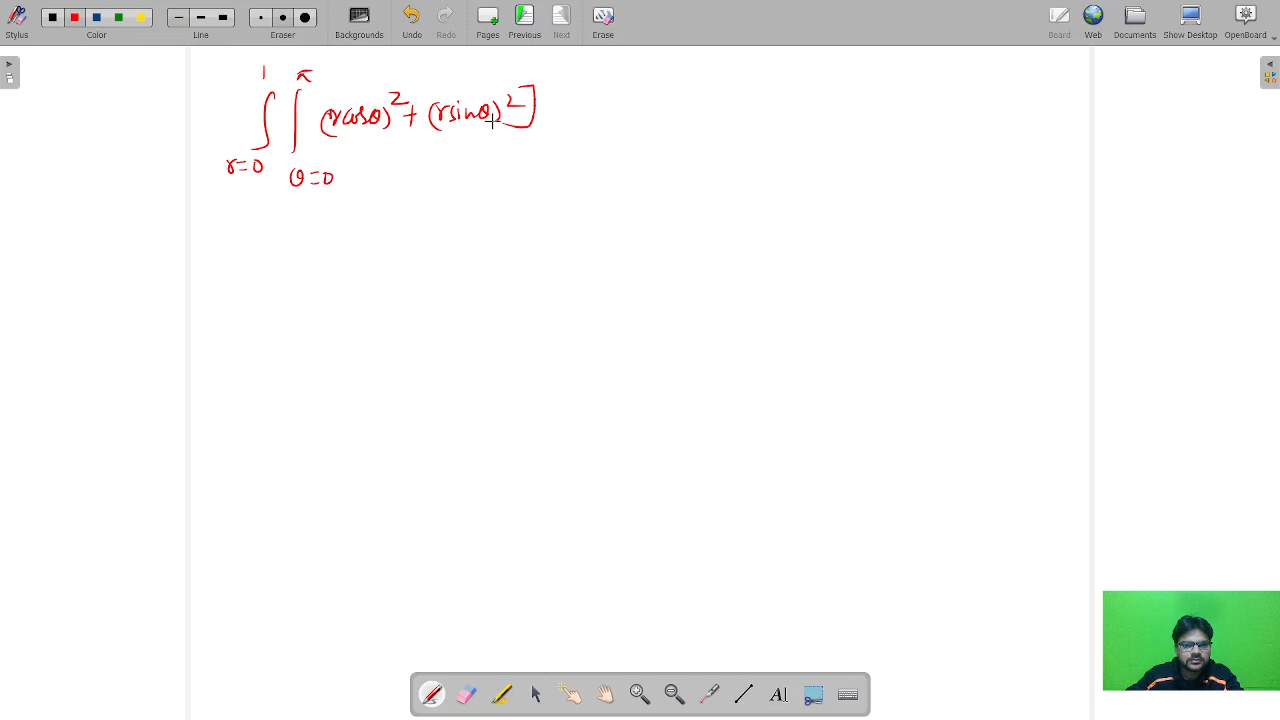 Stylus Color Line Eraser Backgrounds Undo Redo Pages Previous Next Erase Board Web Documents Show Desktop OpenBoard
1 π
∫ ∫ (rcosθ)² + (rsinθ)² ]
r=0 θ=0
AI